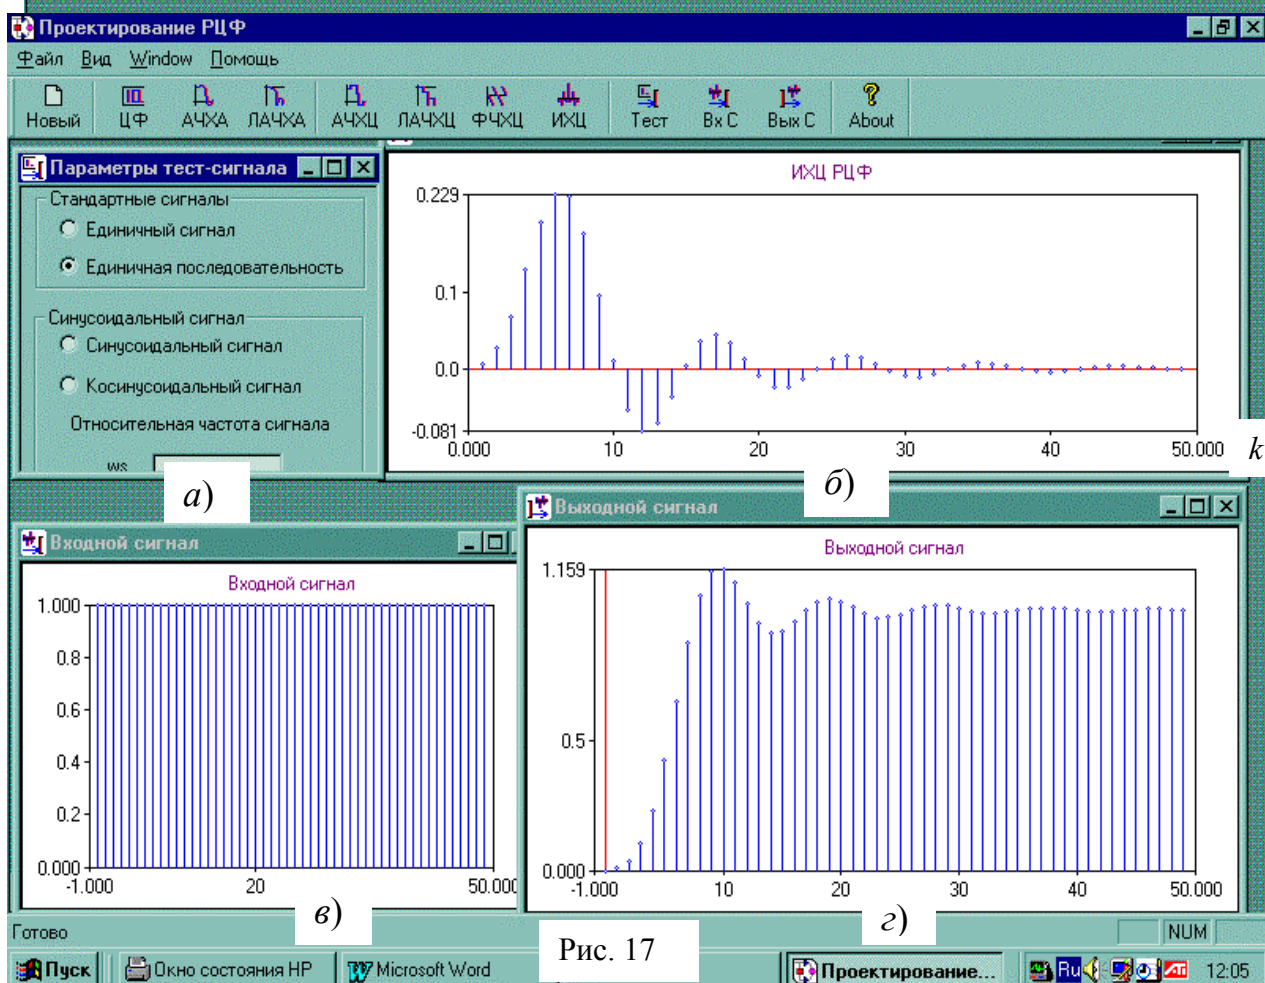 Проектирование РЦФ
Файл Вид Window Помощь
Новый ЦФ АЧХА ЛАЧХА АЧХЦ ЛАЧХЦ ФЧХЦ ИХЦ Тест Вх С Вых С About
Параметры тест-сигнала
Стандартные сигналы
Единичный сигнал
Единичная последовательность
Синусоидальный сигнал
Синусоидальный сигнал
Косинусоидальный сигнал
Относительная частота сигнала
ws
а)
ИХЦ РЦФ
0.229
0.1
0.0
-0.081
0.000 10 20 30 40 50.000
k
б)
Входной сигнал
Входной сигнал
1.000
0.8
0.6
0.4
0.2
0.000
-1.000 20 50.000
в)
Выходной сигнал
Выходной сигнал
1.159
0.5
0.000
-1.000 10 20 30 40 50.000
г)
Готово
NUM
Рис. 17
Пуск Окно состояния HP Microsoft Word Проектирование... Ru ATI 12:05